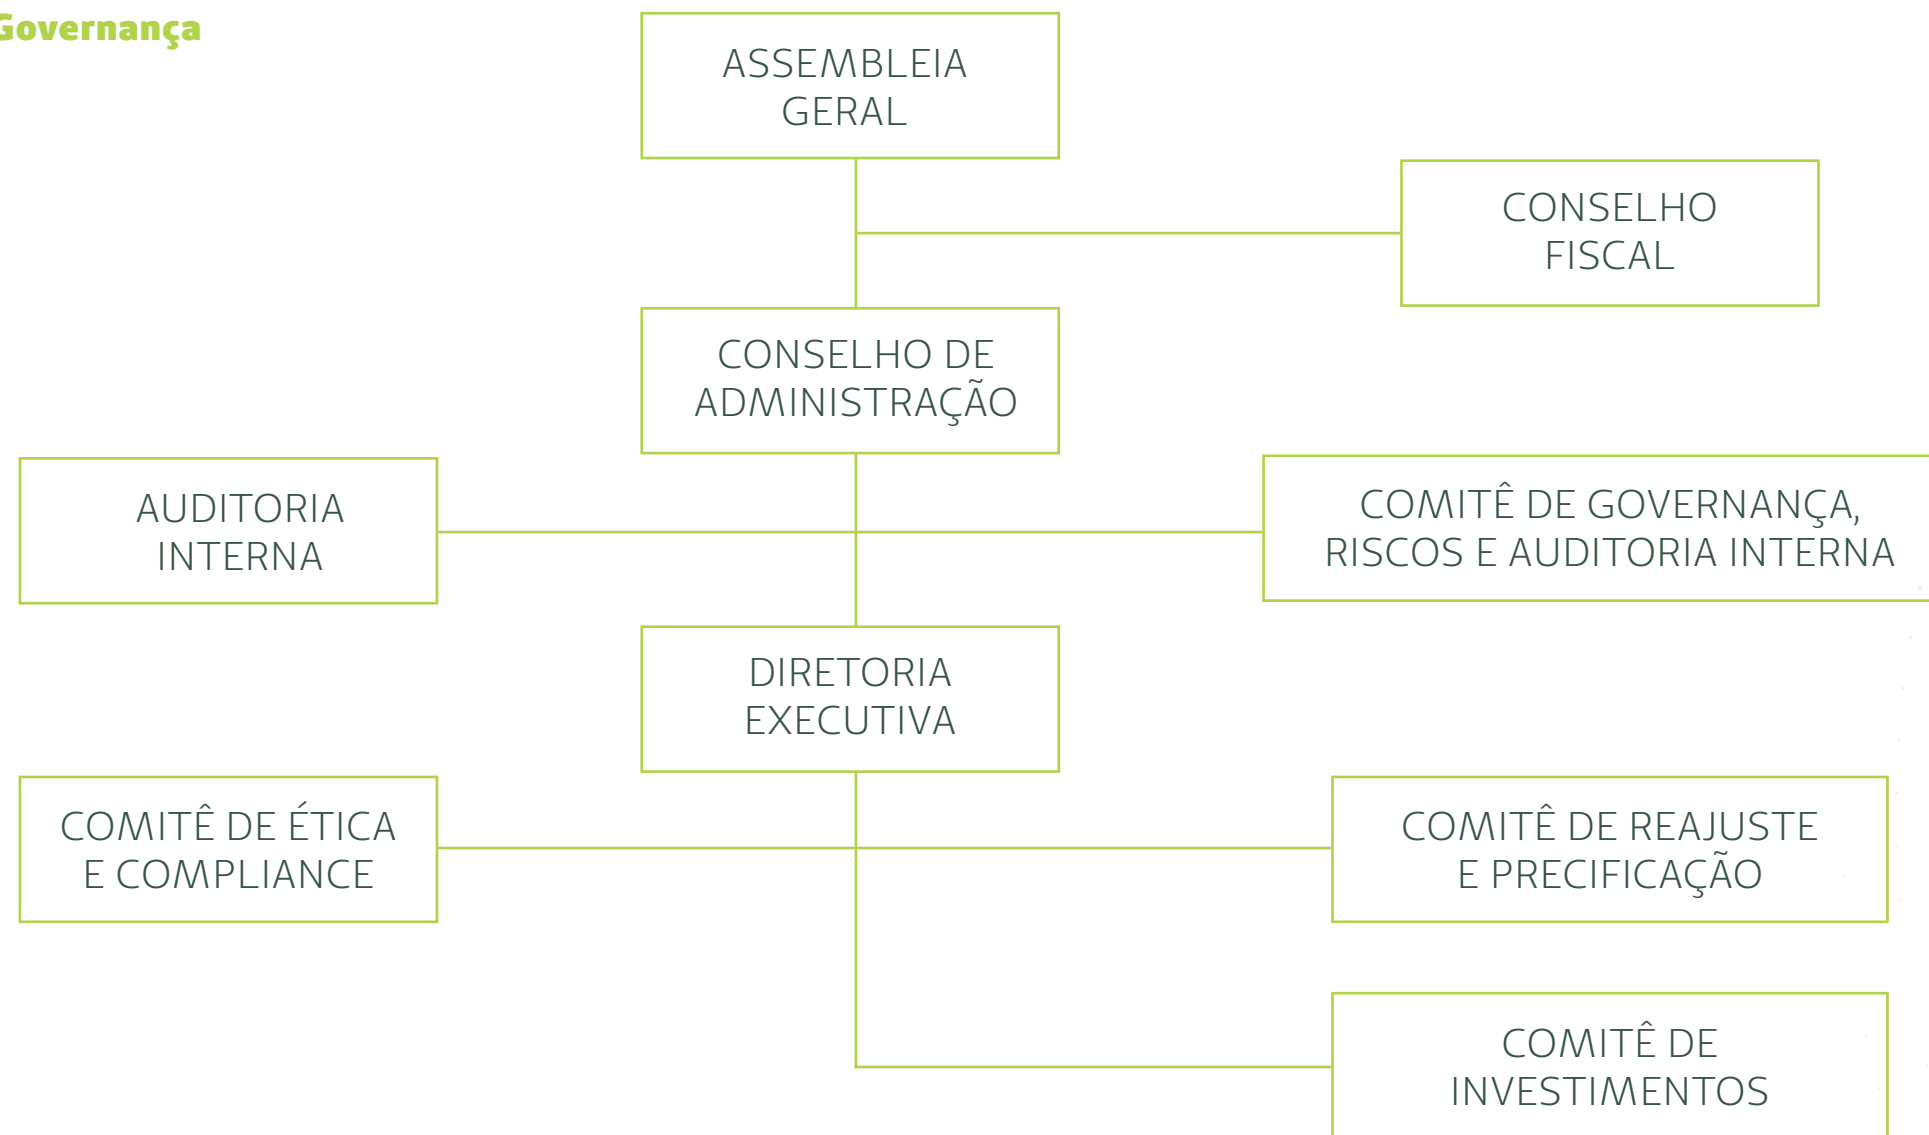 Governança
ASSEMBLEIA
GERAL
CONSELHO
FISCAL
CONSELHO DE
ADMINISTRAÇÃO
AUDITORIA
INTERNA
COMITÊ DE GOVERNANÇA,
RISCOS E AUDITORIA INTERNA
DIRETORIA
EXECUTIVA
COMITÊ DE ÉTICA
E COMPLIANCE
COMITÊ DE REAJUSTE
E PRECIFICAÇÃO
COMITÊ DE
INVESTIMENTOS